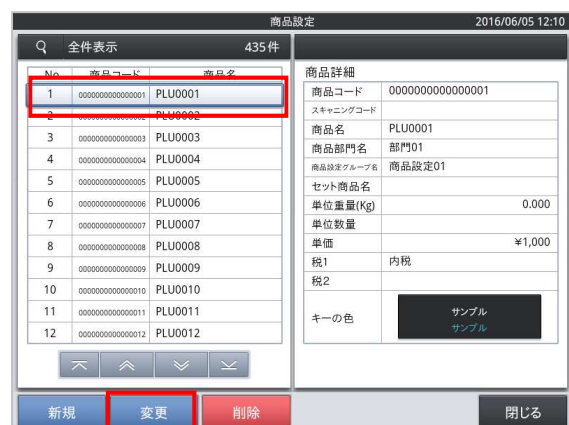 商品設定 2016/06/05 12:10
全件表示 435件
No 商品コード 商品名
1 0000000000000001 PLU0001
2 0000000000000002 PLU0002
3 0000000000000003 PLU0003
4 0000000000000004 PLU0004
5 0000000000000005 PLU0005
6 0000000000000006 PLU0006
7 0000000000000007 PLU0007
8 0000000000000008 PLU0008
9 0000000000000009 PLU0009
10 0000000000000010 PLU0010
11 0000000000000011 PLU0011
12 0000000000000012 PLU0012
商品詳細
商品コード 0000000000000001
スキャニングコード
商品名 PLU0001
商品部門名 部門01
商品設定グループ名 商品設定01
セット商品名
単位重量(Kg) 0.000
単位数量
単価 ¥1,000
税1 内税
税2
キーの色 サンプル
サンプル
新規 変更 削除 閉じる